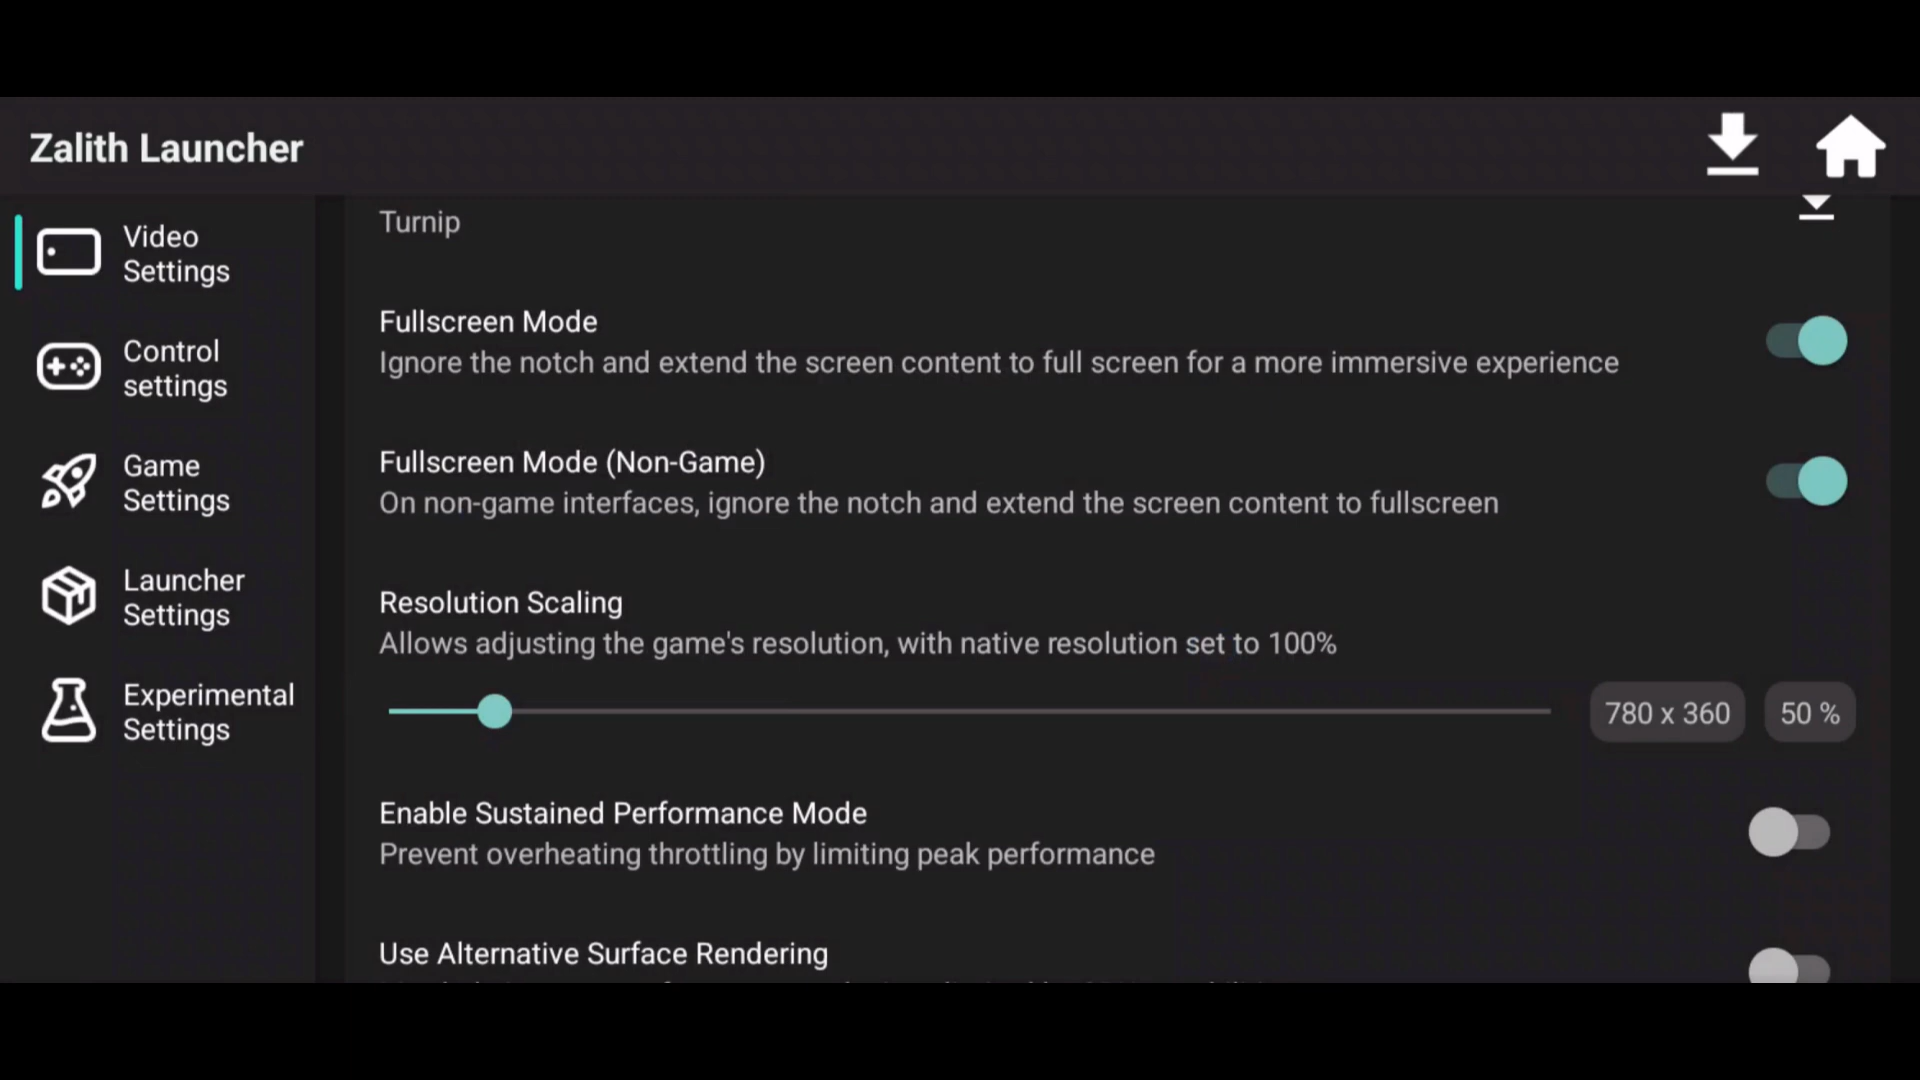 Zalith Launcher
Video
Settings
Control
settings
Game
Settings
Launcher
Settings
Experimental
Settings
Turnip
Fullscreen Mode
Ignore the notch and extend the screen content to full screen for a more immersive experience
Fullscreen Mode (Non-Game)
On non-game interfaces, ignore the notch and extend the screen content to fullscreen
Resolution Scaling
Allows adjusting the game's resolution, with native resolution set to 100%
780 x 360
50 %
Enable Sustained Performance Mode
Prevent overheating throttling by limiting peak performance
Use Alternative Surface Rendering